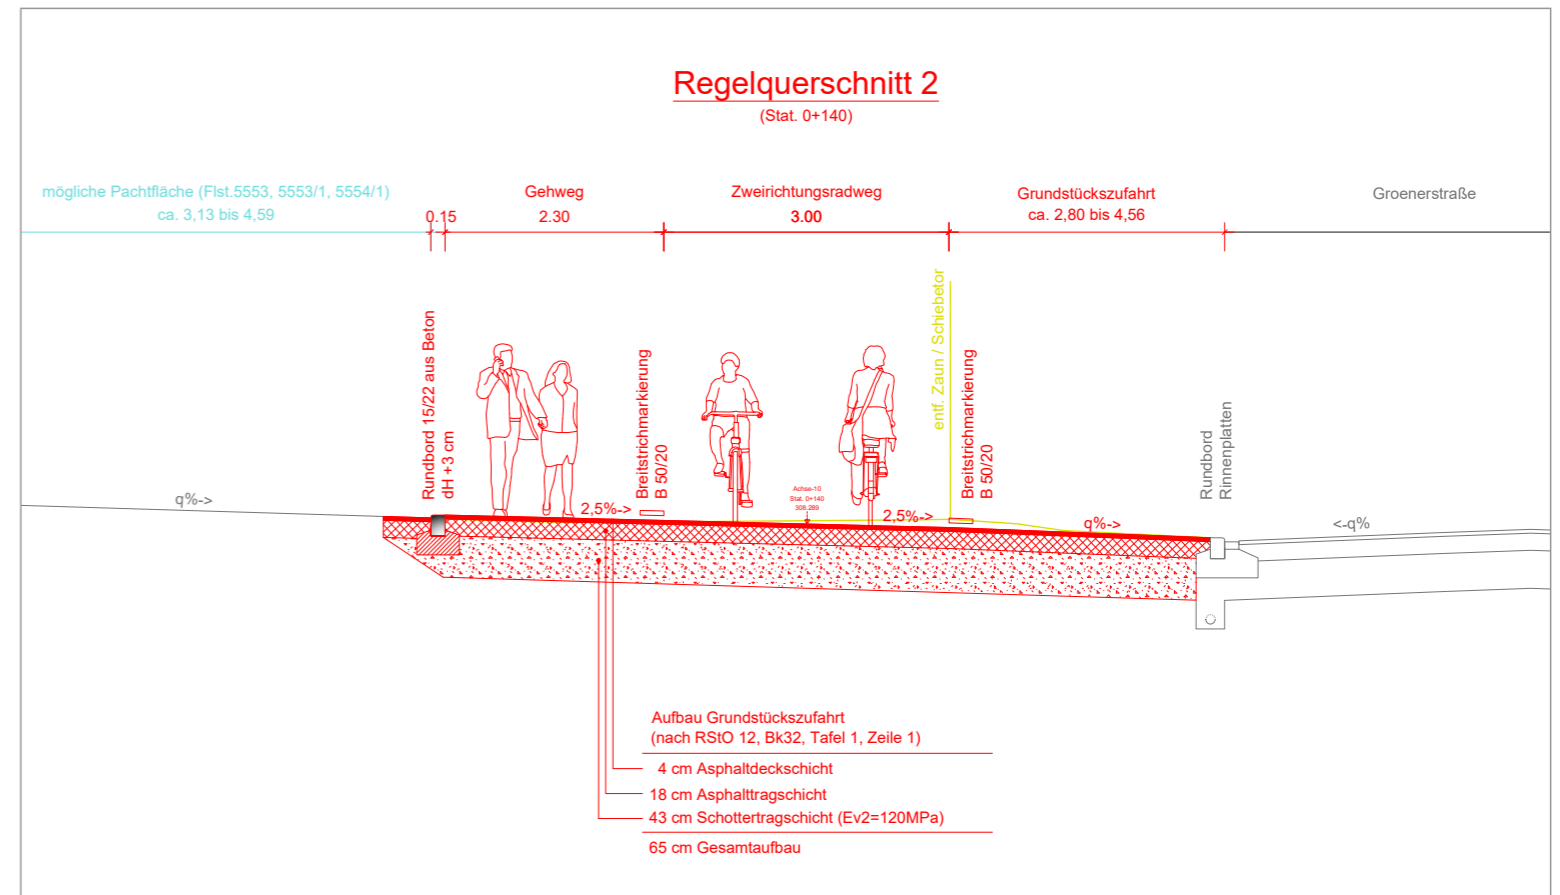 Regelquerschnitt 2
(Stat. 0+140)
mögliche Pachtfläche (Flst.5553, 5553/1, 5554/1)
ca. 3,13 bis 4,59
0.15
Gehweg
2.30
Zweirichtungsradweg
3.00
Grundstückszufahrt
ca. 2,80 bis 4,56
Groenerstraße
Rundbord 15/22 aus Beton
dH +3 cm
Breitstrichmarkierung
B 50/20
entf. Zaun / Schiebetor
Breitstrichmarkierung
B 50/20
Rundbord
Rinnenplatten
q%->
2,5%->
Achse-10
Stat. 0+140
308.289
2,5%->
q%->
<-q%
Aufbau Grundstückszufahrt
(nach RStO 12, Bk32, Tafel 1, Zeile 1)
4 cm Asphaltdeckschicht
18 cm Asphalttragschicht
43 cm Schottertragschicht (Ev2=120MPa)
65 cm Gesamtaufbau